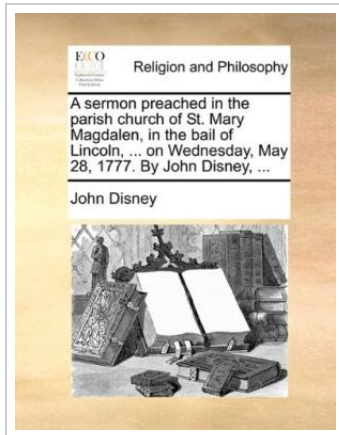 ECCO
Religion and Philosophy
A sermon preached in the
parish church of St. Mary
Magdalen, in the bail of
Lincoln, ... on Wednesday, May
28, 1777. By John Disney, ...
John Disney